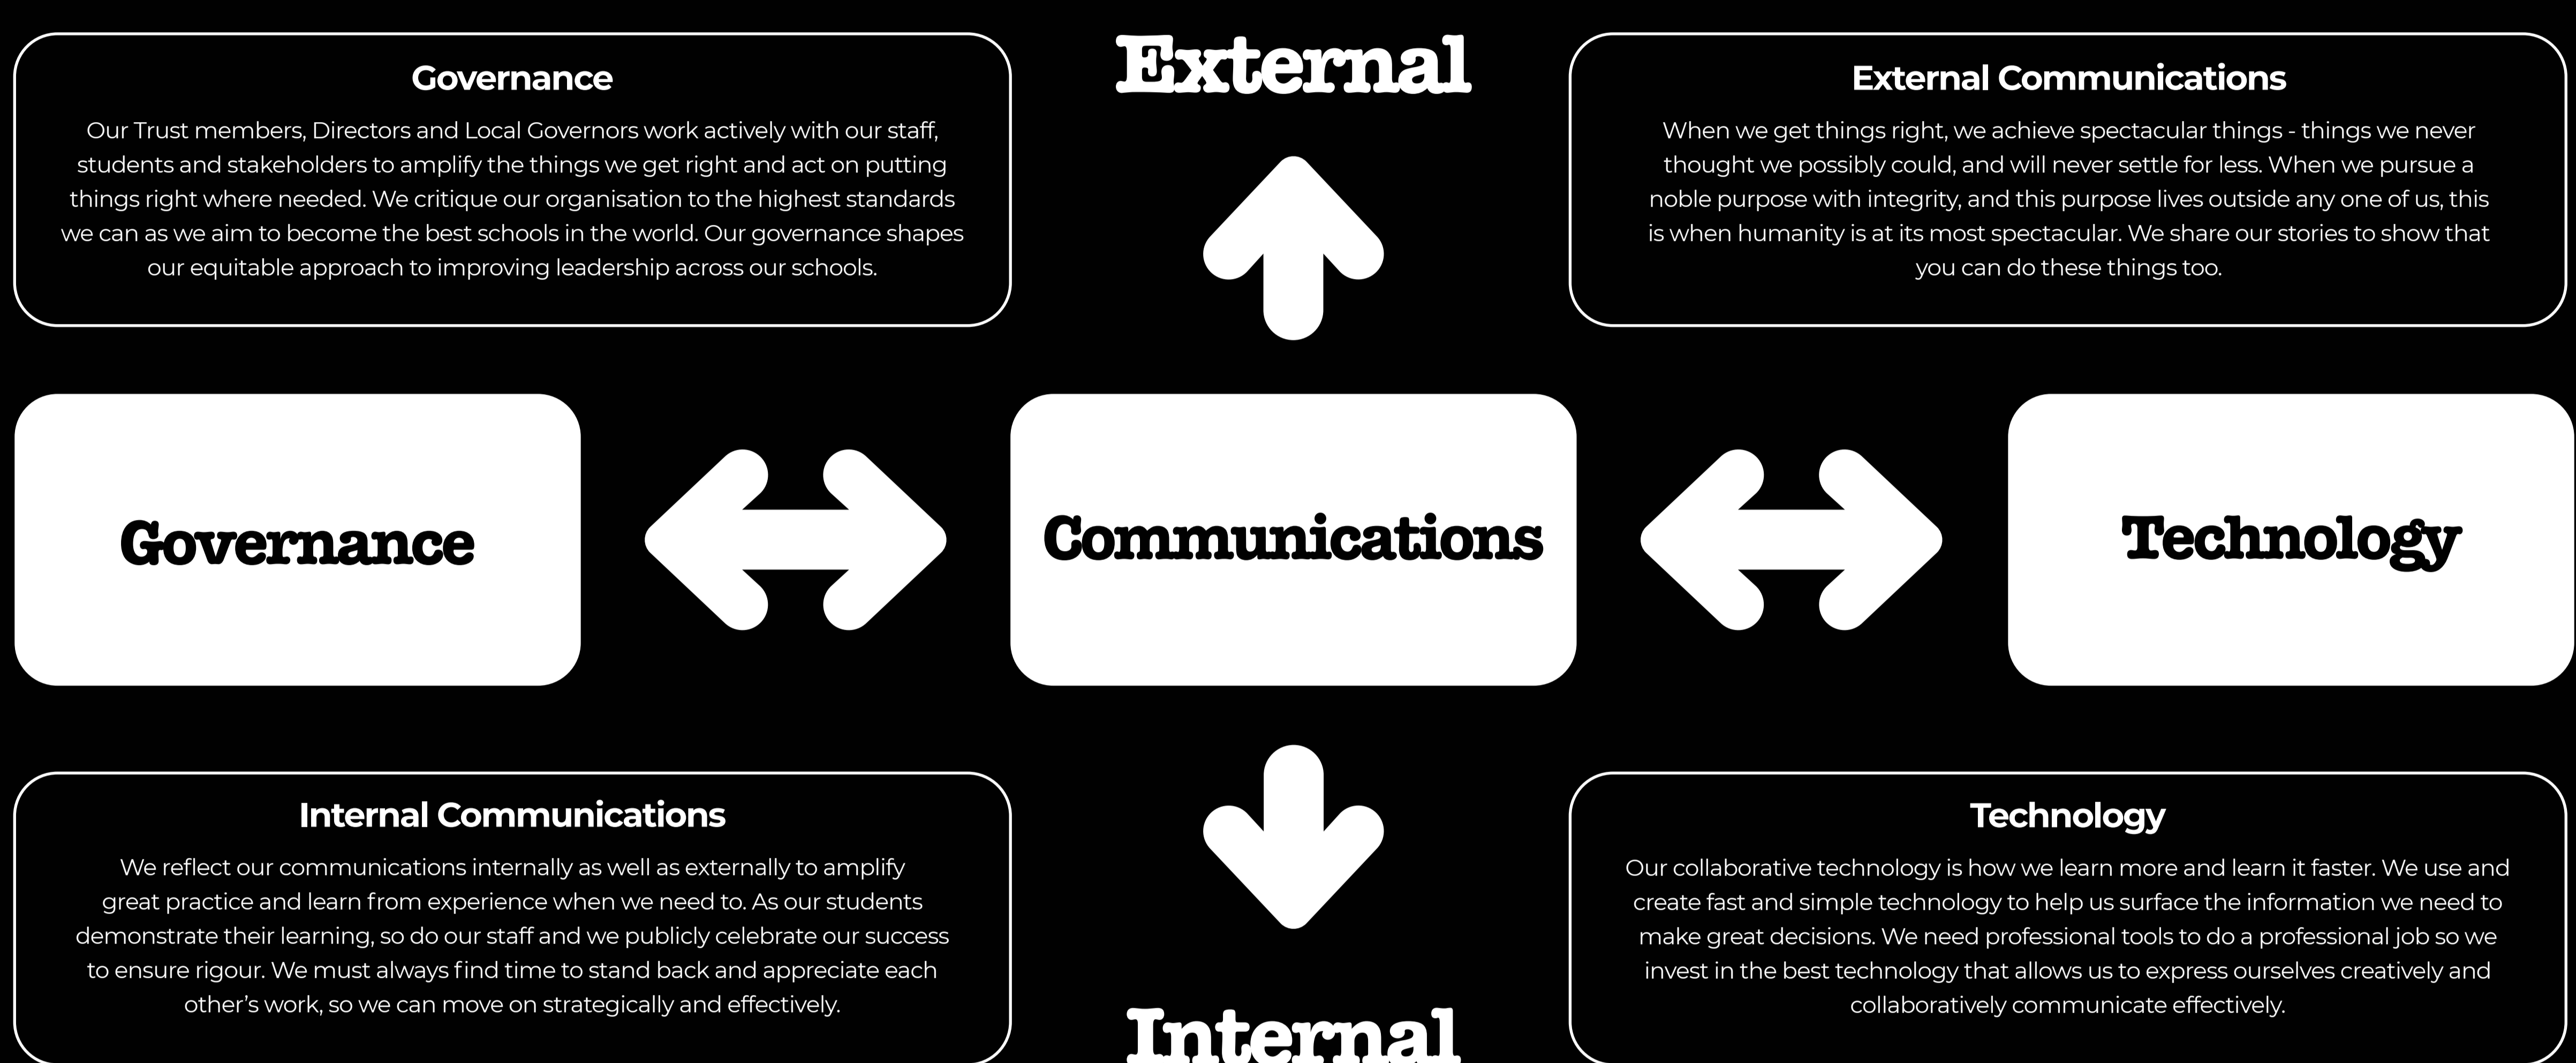 Governance
Our Trust members, Directors and Local Governors work actively with our staff,
students and stakeholders to amplify the things we get right and act on putting
things right where needed. We critique our organisation to the highest standards
we can as we aim to become the best schools in the world. Our governance shapes
our equitable approach to improving leadership across our schools.
External
External Communications
When we get things right, we achieve spectacular things - things we never
thought we possibly could, and will never settle for less. When we pursue a
noble purpose with integrity, and this purpose lives outside any one of us, this
is when humanity is at its most spectacular. We share our stories to show that
you can do these things too.
Governance
Communications
Technology
Internal Communications
We reflect our communications internally as well as externally to amplify
great practice and learn from experience when we need to. As our students
demonstrate their learning, so do our staff and we publicly celebrate our success
to ensure rigour. We must always find time to stand back and appreciate each
other’s work, so we can move on strategically and effectively.
Internal
Technology
Our collaborative technology is how we learn more and learn it faster. We use and
create fast and simple technology to help us surface the information we need to
make great decisions. We need professional tools to do a professional job so we
invest in the best technology that allows us to express ourselves creatively and
collaboratively communicate effectively.